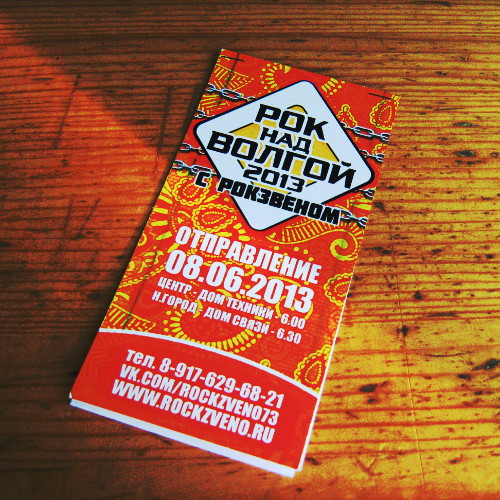 РОК
НАД
ВОЛГОЙ
2013
С РОКЗВЕНОМ
ОТПРАВЛЕНИЕ
08.06.2013
ЦЕНТР - ДОМ ТЕХНИКИ - 6.00
Н.ГОРОД - ДОМ СВЯЗИ - 6.30
тел. 8-917-629-68-21
VK.COM/ROCKZVENO73
WWW.ROCKZVENO.RU